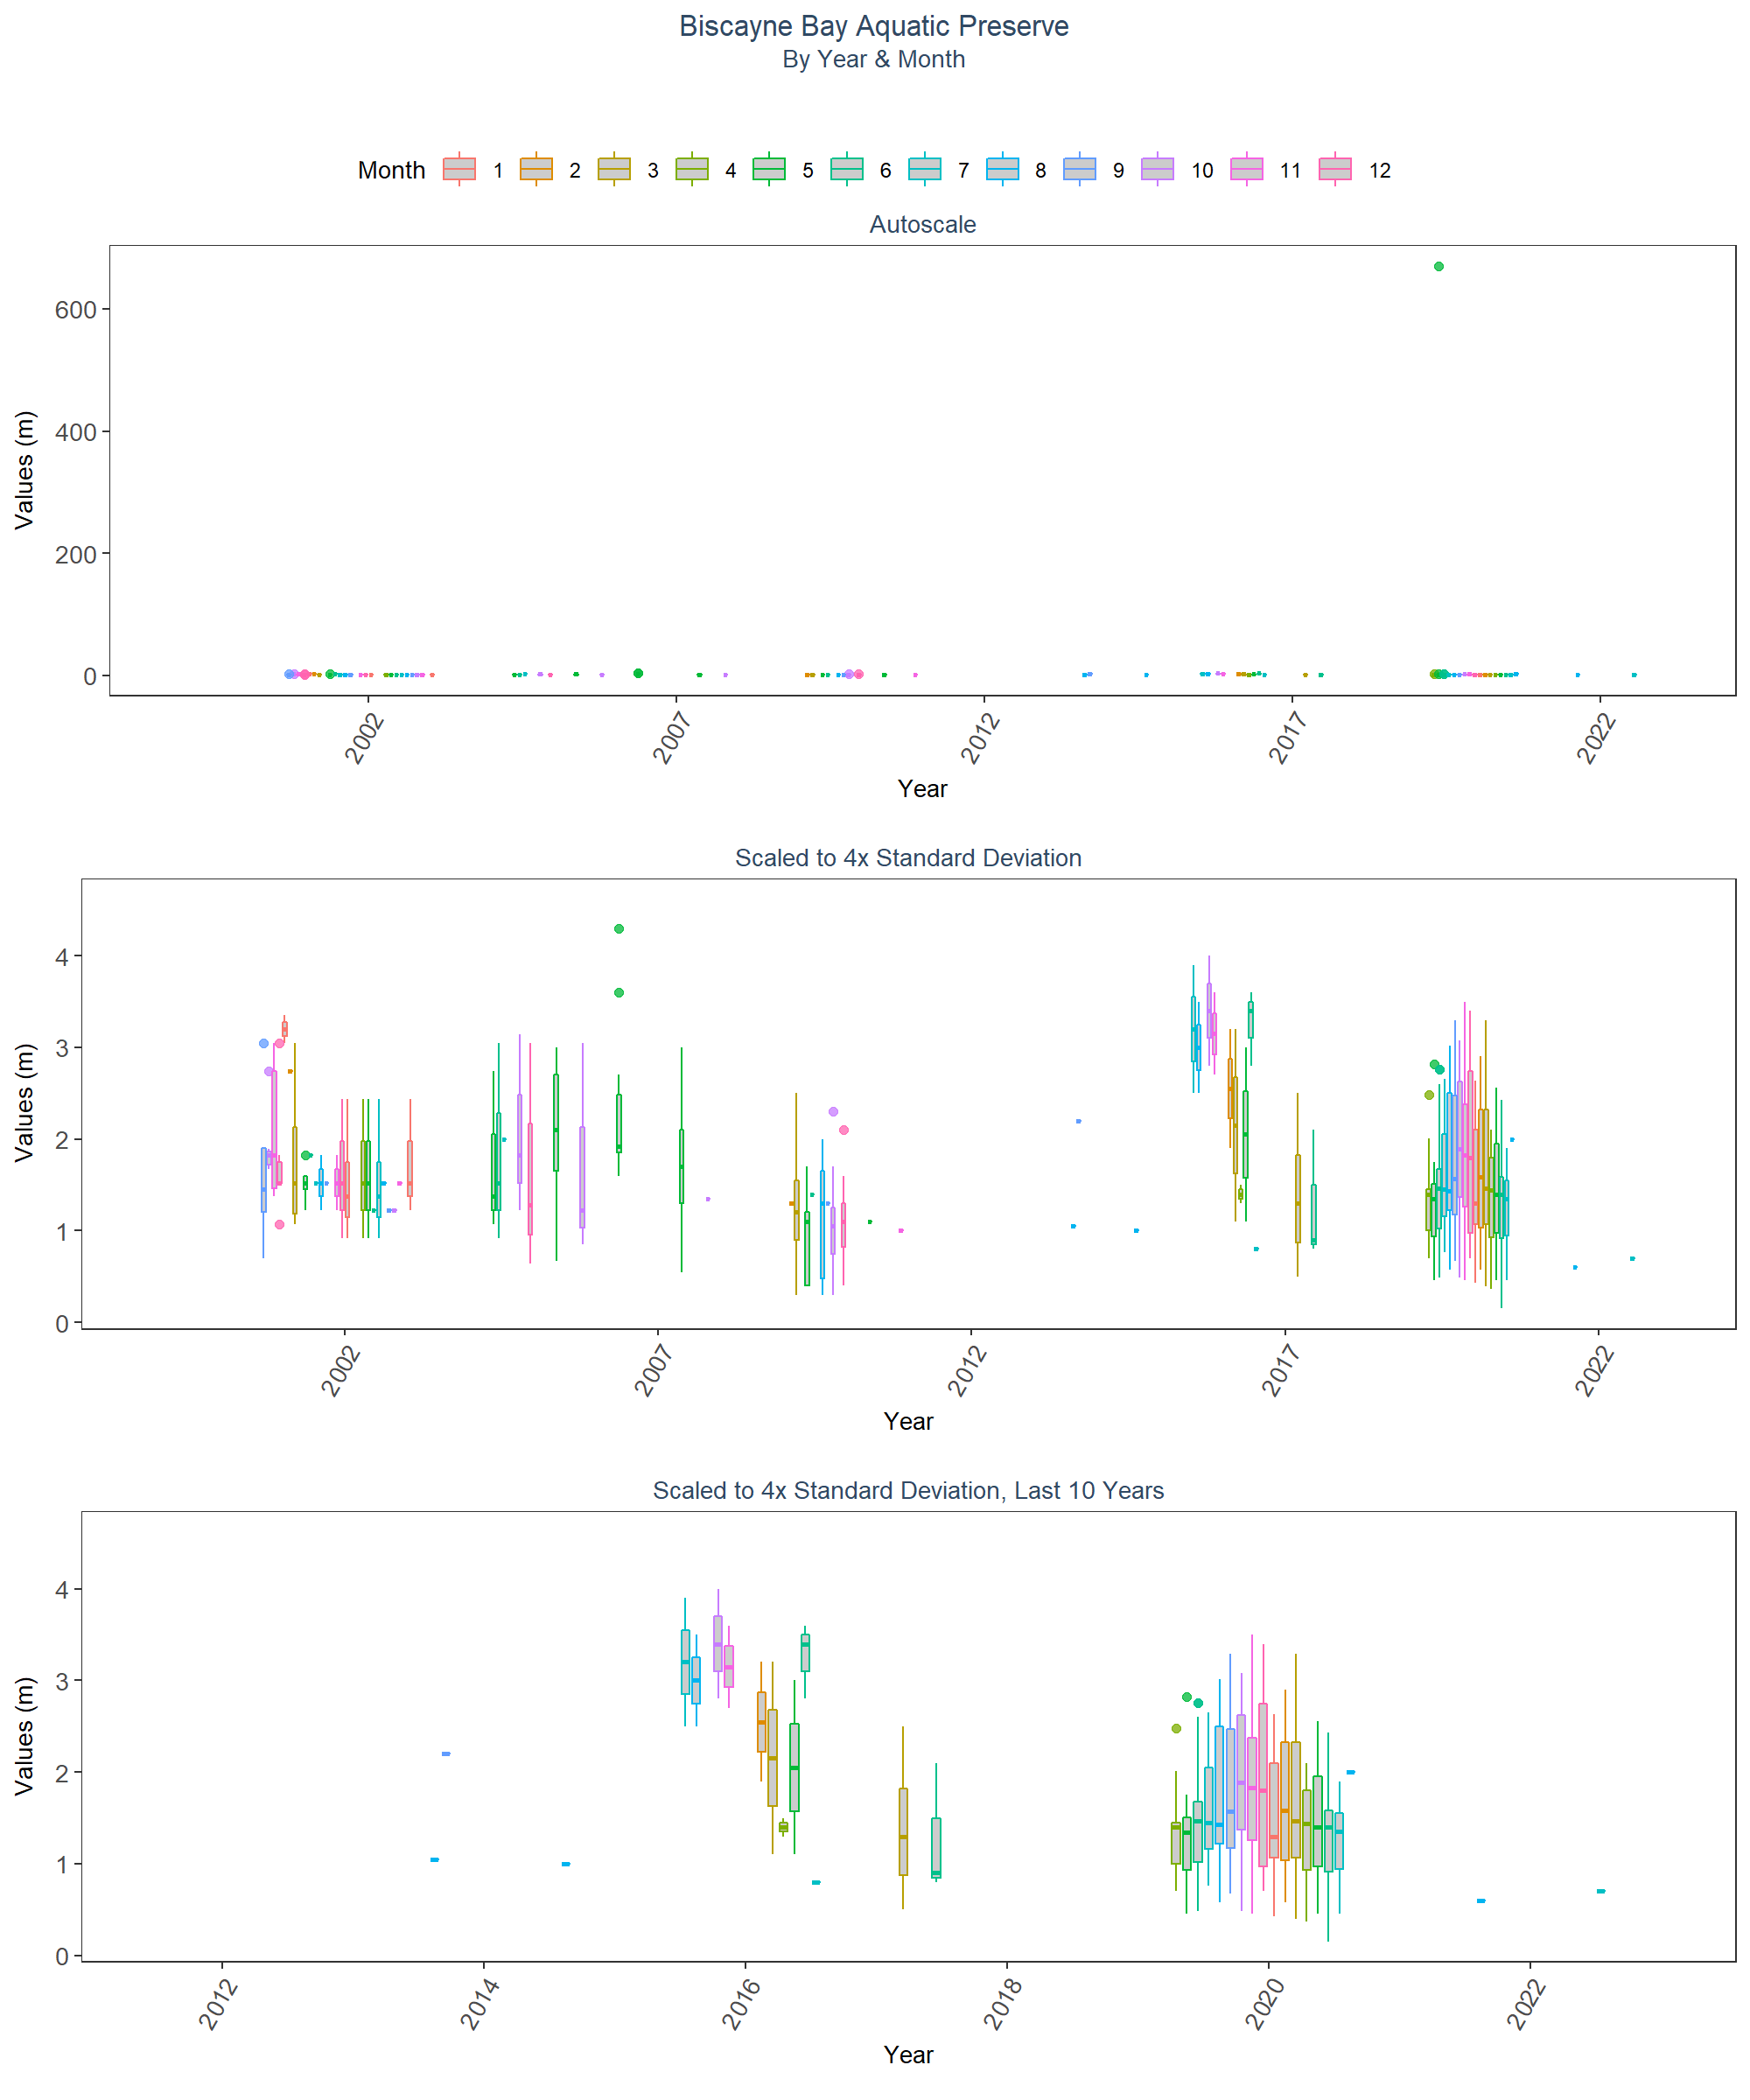 Biscayne Bay Aquatic Preserve
By Year & Month
Month 1 2 3 4 5 6 7 8 9 10 11 12
Autoscale
Values (m)
600
400
200
0
2002 2007 2012 2017 2022
Year
Scaled to 4x Standard Deviation
Values (m)
4
3
2
1
0
2002 2007 2012 2017 2022
Year
Scaled to 4x Standard Deviation, Last 10 Years
Values (m)
4
3
2
1
0
2012 2014 2016 2018 2020 2022
Year